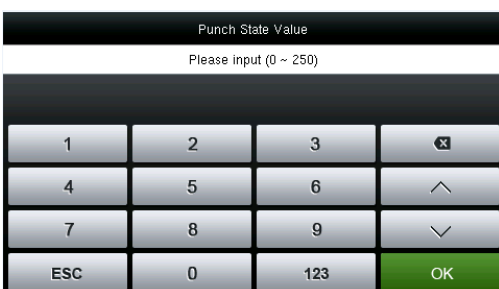 Punch State Value
Please input (0 ~ 250)
1 2 3
4 5 6
7 8 9
ESC 0 123 OK